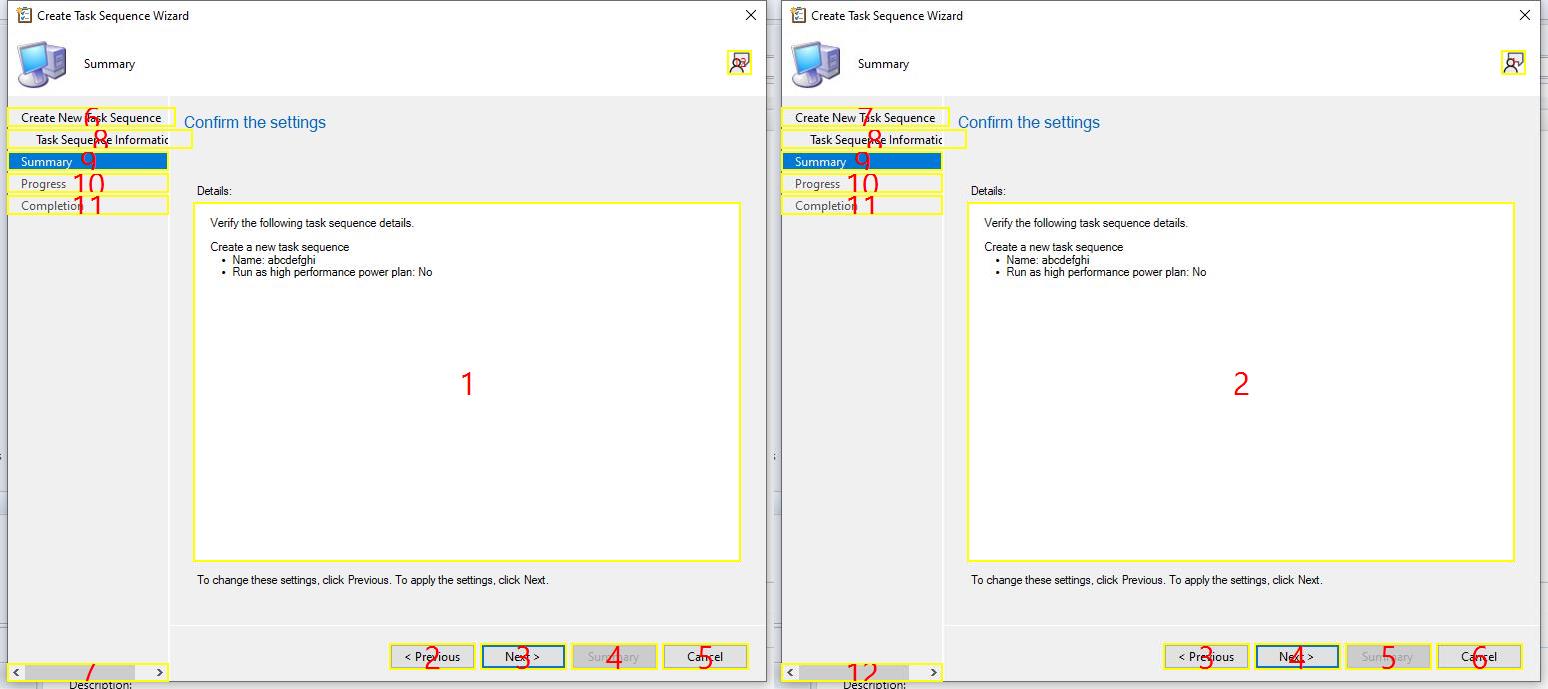 Create Task Sequence Wizard
Summary
6
Create New Task Sequence
8
Task Sequence Informatic
9
Summary
10
Progress
11
Completion
Confirm the settings
Details:
Verify the following task sequence details.
Create a new task sequence
• Name: abcdefghi
• Run as high performance power plan: No
1
To change these settings, click Previous. To apply the settings, click Next.
2
< Previous
3
Next >
4
Summary
5
Cancel
7
Description:
Create Task Sequence Wizard
Summary
7
Create New Task Sequence
8
Task Sequence Informatic
9
Summary
10
Progress
11
Completion
Confirm the settings
Details:
Verify the following task sequence details.
Create a new task sequence
• Name: abcdefghi
• Run as high performance power plan: No
2
To change these settings, click Previous. To apply the settings, click Next.
3
< Previous
4
Next >
5
Summary
6
Cancel
12
Description: